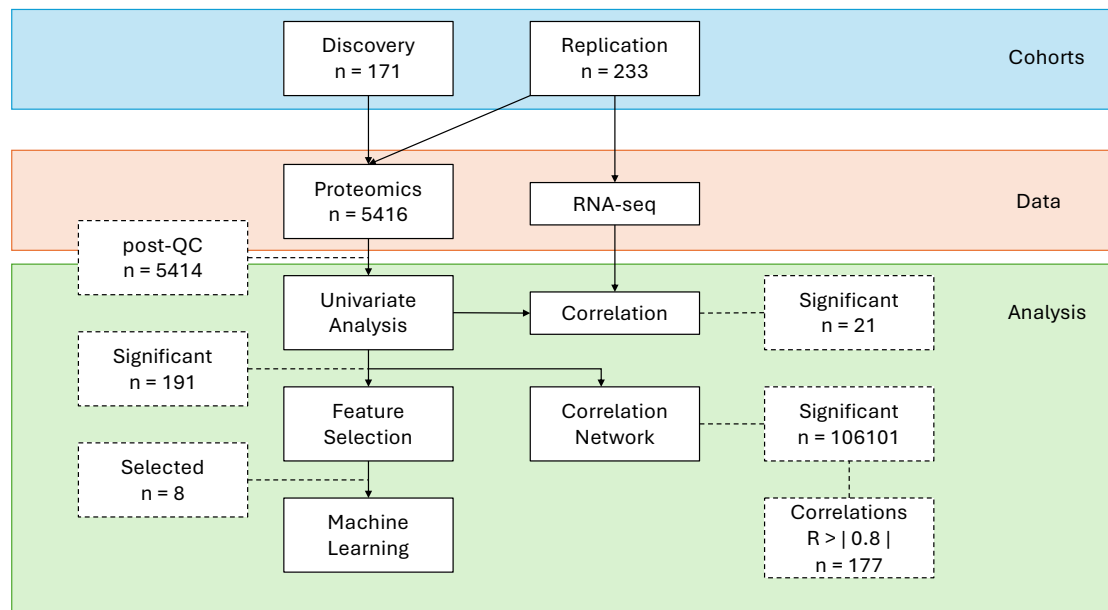 Discovery
n = 171
Replication
n = 233
Cohorts
Proteomics
n = 5416
RNA-seq
Data
post-QC
n = 5414
Univariate
Analysis
Correlation
Significant
n = 21
Analysis
Significant
n = 191
Feature
Selection
Correlation
Network
Significant
n = 106101
Selected
n = 8
Machine
Learning
Correlations
R > | 0.8 |
n = 177